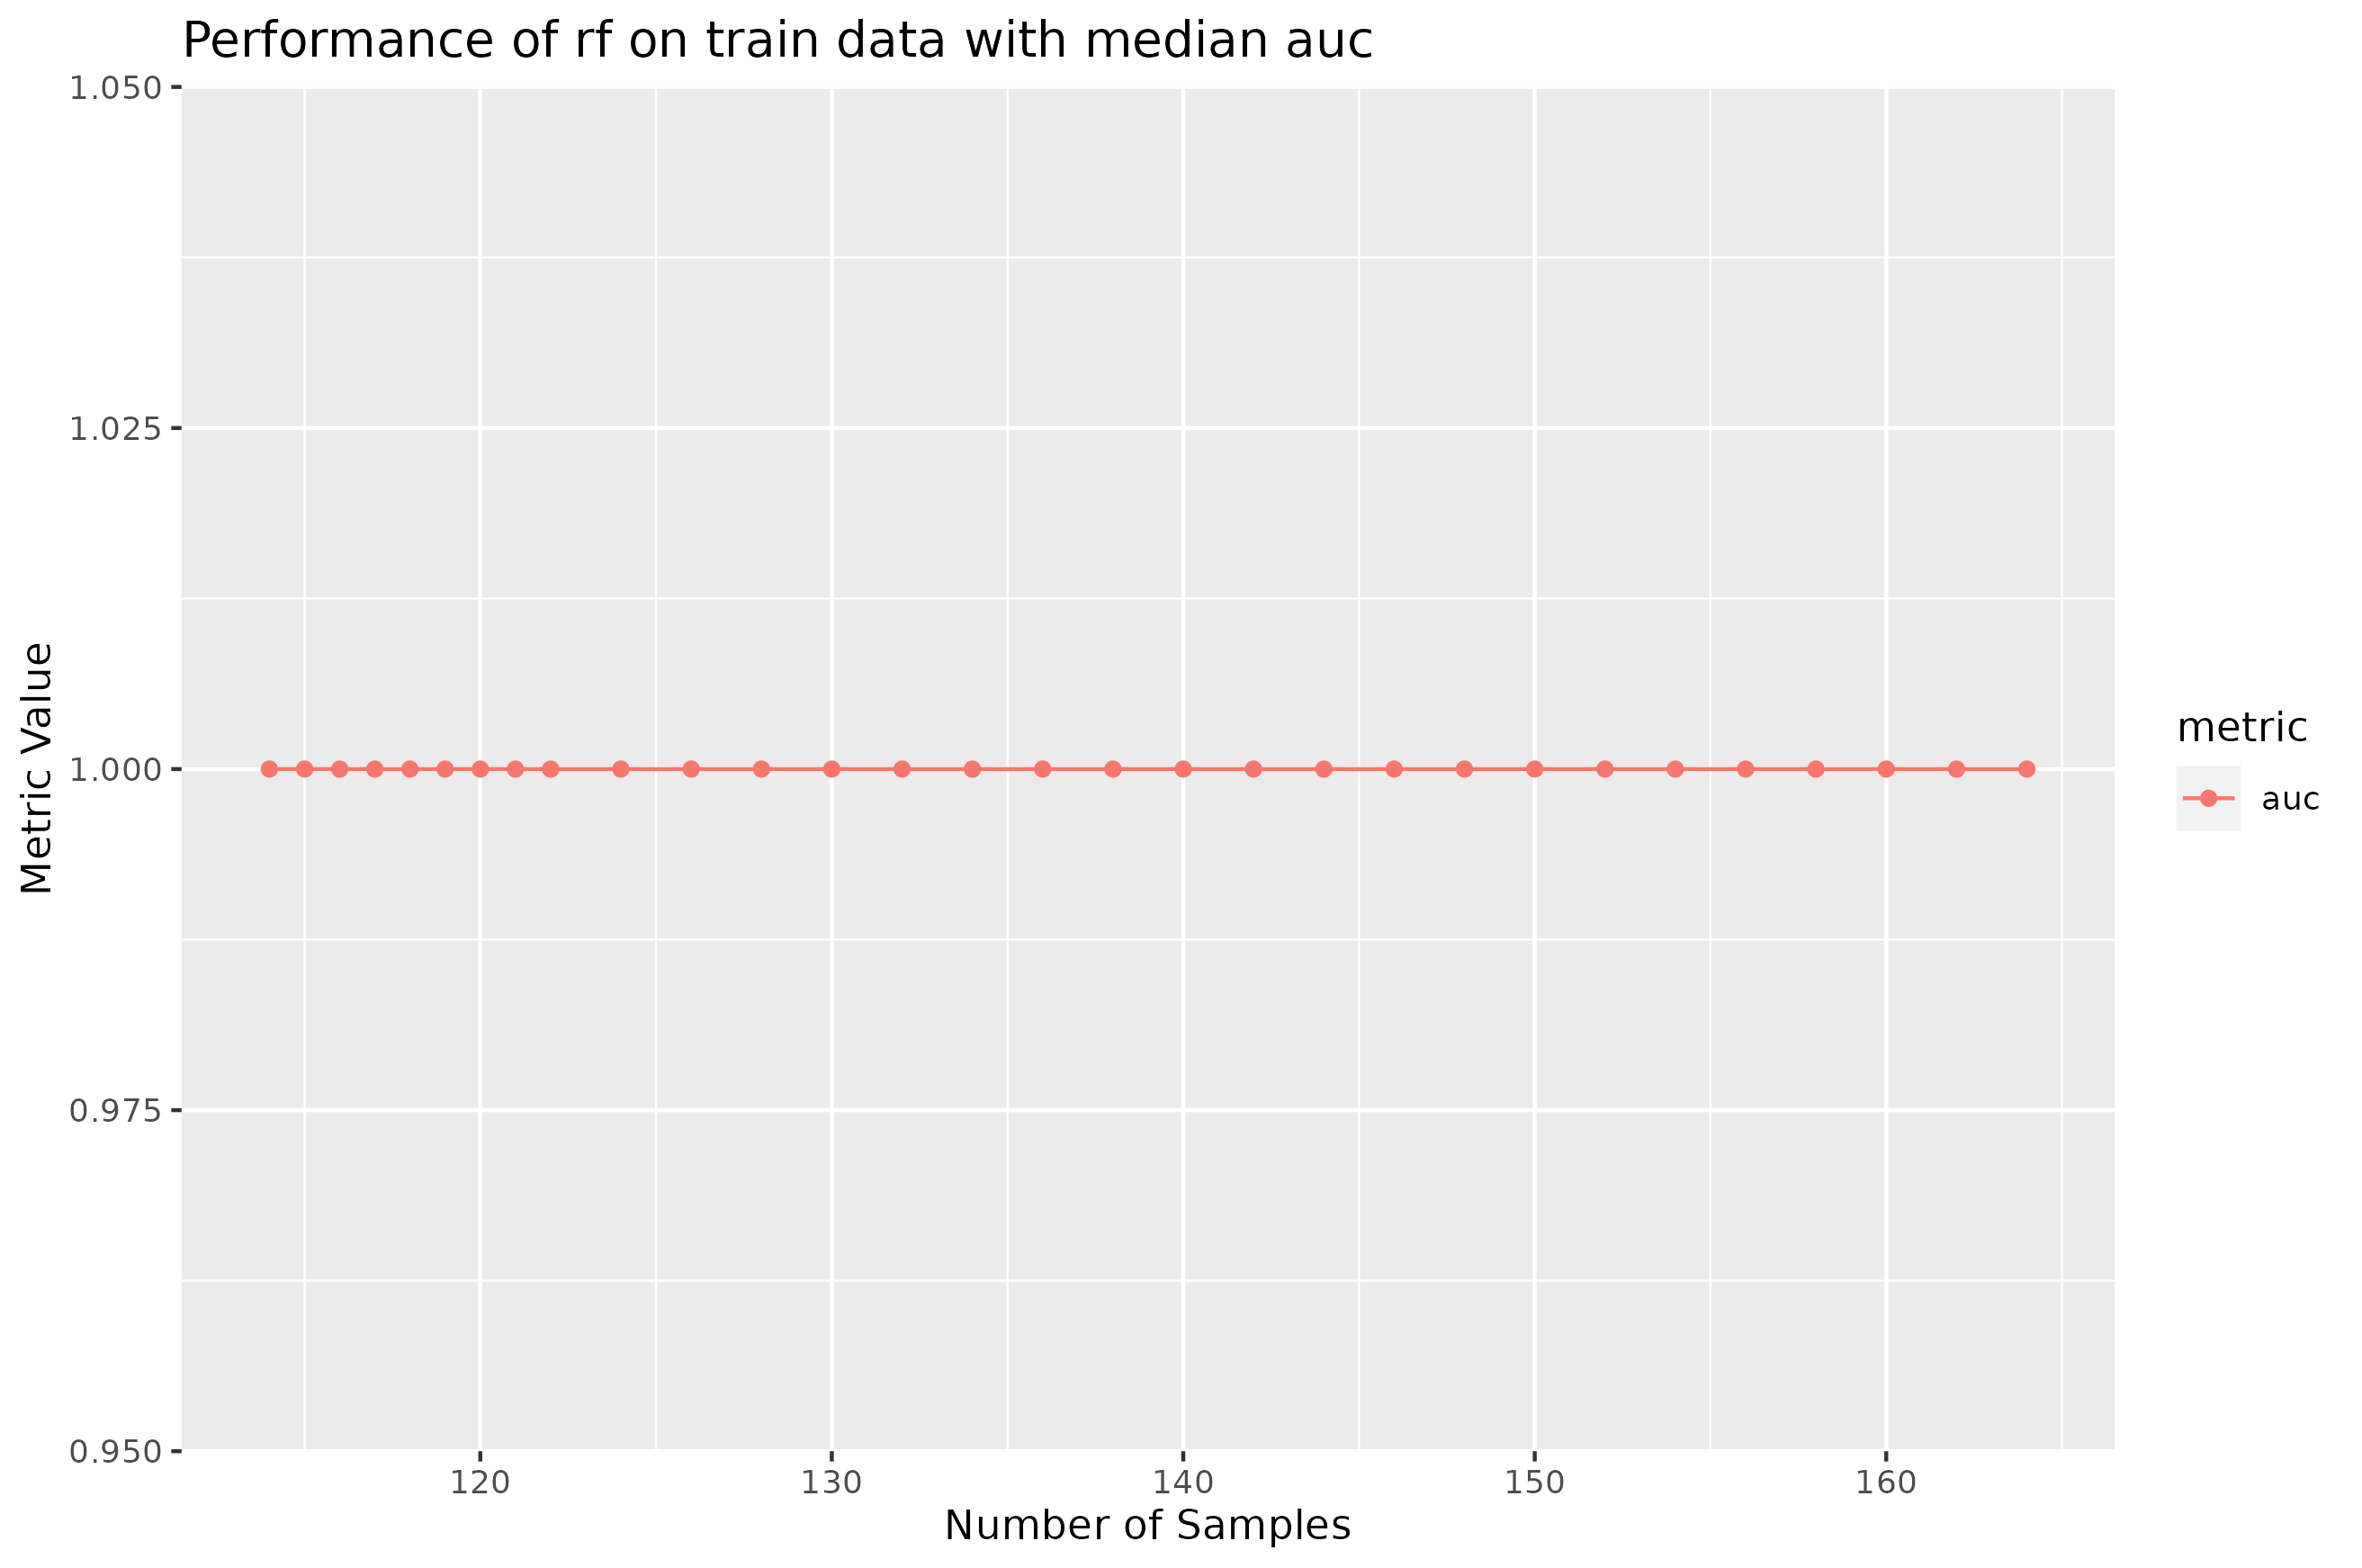 Performance of rf on train data with median auc
1.050
1.025
1.000
0.975
0.950
Metric Value
120 130 140 150 160
Number of Samples
metric
auc